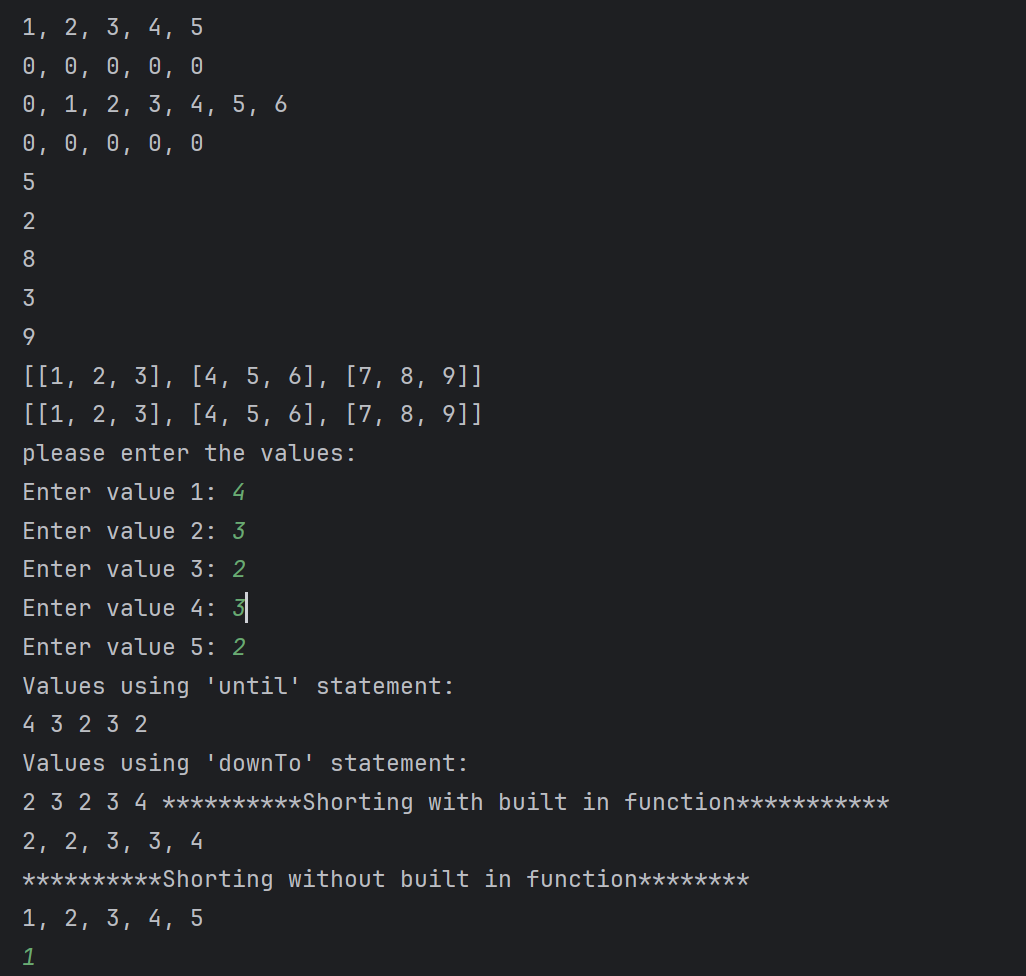 1, 2, 3, 4, 5
0, 0, 0, 0, 0
0, 1, 2, 3, 4, 5, 6
0, 0, 0, 0, 0
5
2
8
3
9
[[1, 2, 3], [4, 5, 6], [7, 8, 9]]
[[1, 2, 3], [4, 5, 6], [7, 8, 9]]
please enter the values:
Enter value 1: 4
Enter value 2: 3
Enter value 3: 2
Enter value 4: 3
Enter value 5: 2
Values using 'until' statement:
4 3 2 3 2
Values using 'downTo' statement:
2 3 2 3 4 **********Shorting with built in function***********
2, 2, 3, 3, 4
**********Shorting without built in function********
1, 2, 3, 4, 5
1